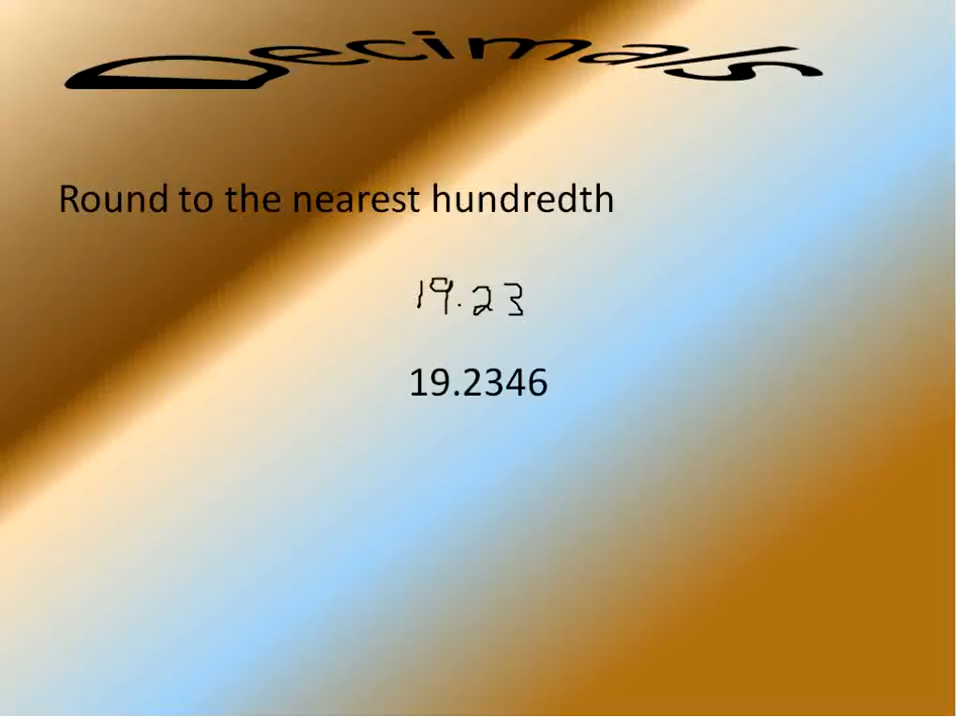 Decimals
Round to the nearest hundredth
19.23
19.2346